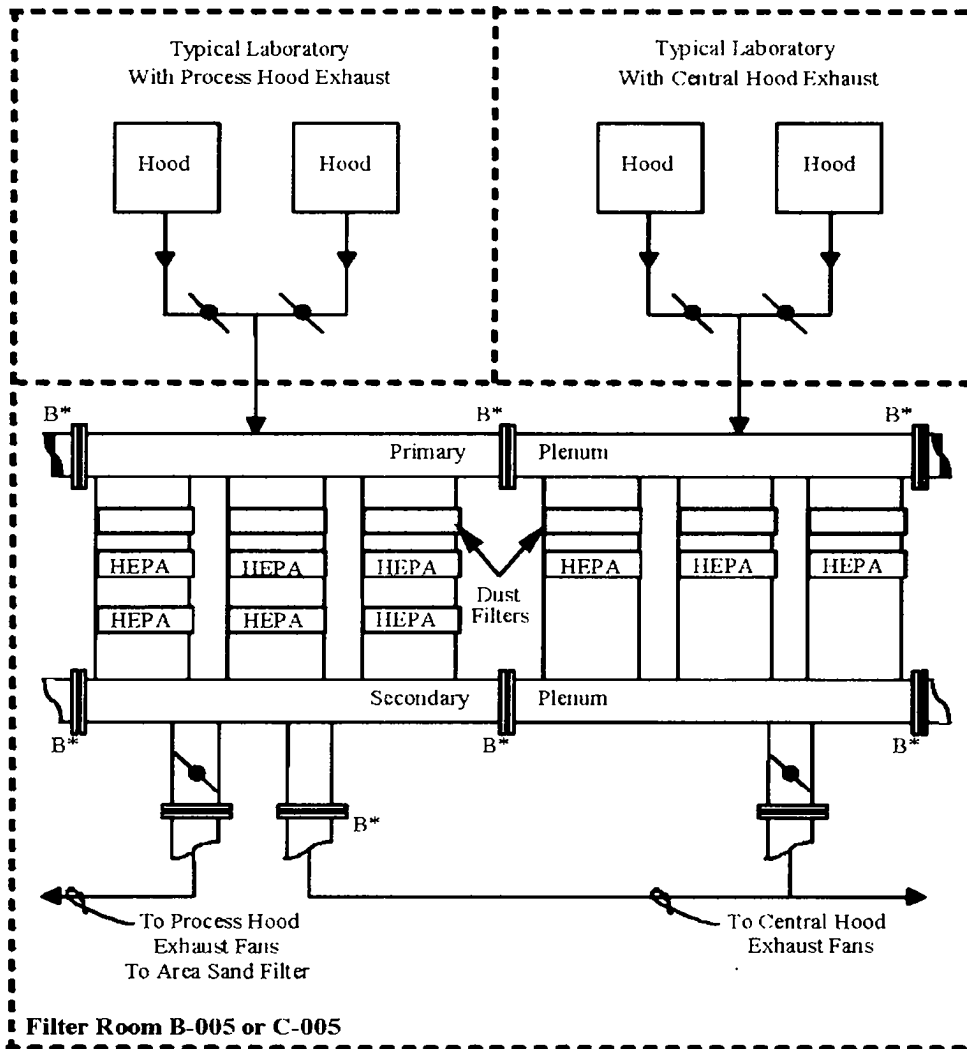 Typical Laboratory
With Process Hood Exhaust
Typical Laboratory
With Central Hood Exhaust
Hood
Hood
Hood
Hood
B*
B*
B*
Primary
Plenum
HEPA
HEPA
HEPA
HEPA
HEPA
HEPA
HEPA
HEPA
HEPA
Dust
Filters
Secondary
Plenum
B*
B*
B*
B*
To Process Hood
Exhaust Fans
To Area Sand Filter
To Central Hood
Exhaust Fans
Filter Room B-005 or C-005